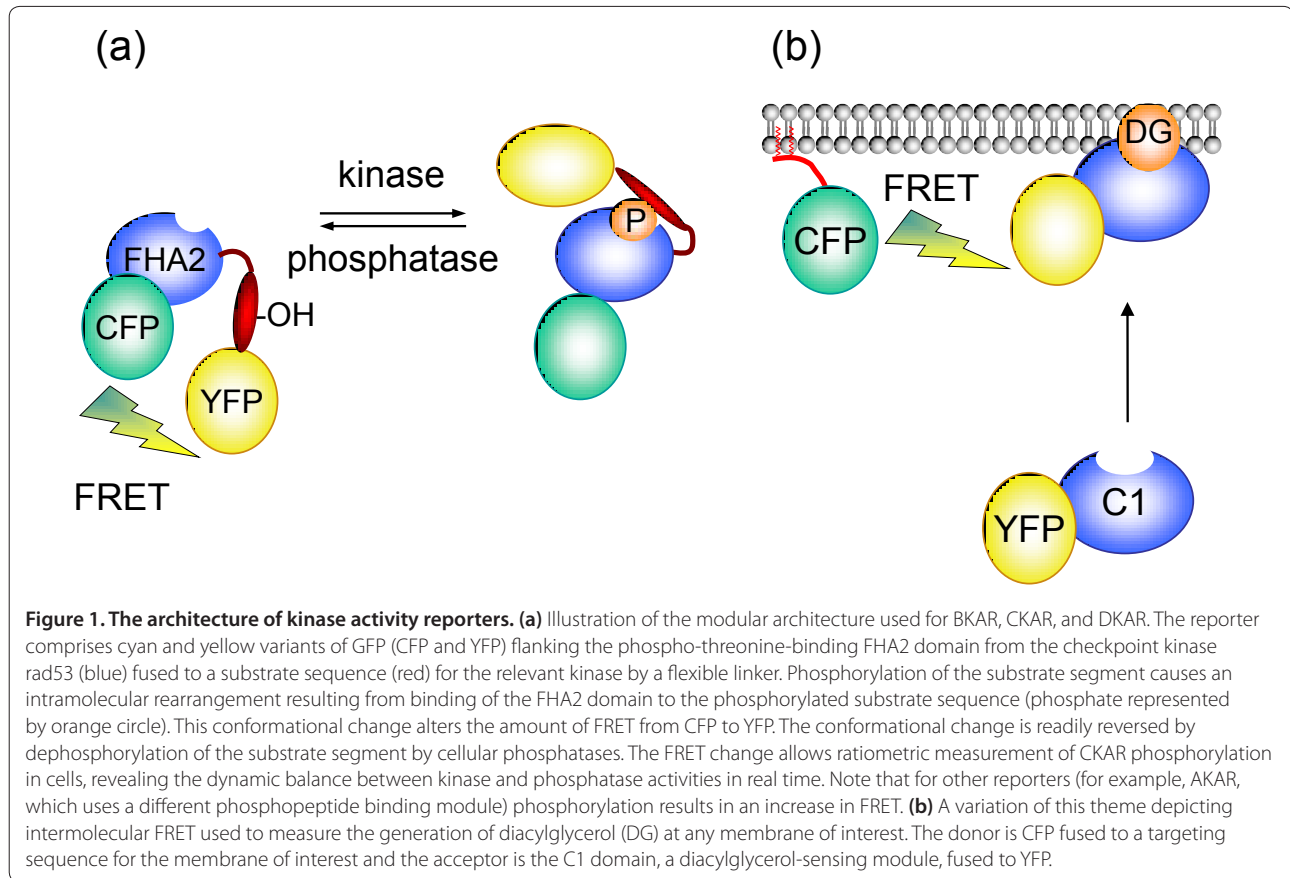 (a)
(b)
kinase
phosphatase
FHA2
CFP
-OH
YFP
FRET
P
DG
FRET
CFP
C1
YFP
Figure 1. The architecture of kinase activity reporters. (a) Illustration of the modular architecture used for BKAR, CKAR, and DKAR. The reporter
comprises cyan and yellow variants of GFP (CFP and YFP) flanking the phospho-threonine-binding FHA2 domain from the checkpoint kinase
rad53 (blue) fused to a substrate sequence (red) for the relevant kinase by a flexible linker. Phosphorylation of the substrate segment causes an
intramolecular rearrangement resulting from binding of the FHA2 domain to the phosphorylated substrate sequence (phosphate represented
by orange circle). This conformational change alters the amount of FRET from CFP to YFP. The conformational change is readily reversed by
dephosphorylation of the substrate segment by cellular phosphatases. The FRET change allows ratiometric measurement of CKAR phosphorylation
in cells, revealing the dynamic balance between kinase and phosphatase activities in real time. Note that for other reporters (for example, AKAR,
which uses a different phosphopeptide binding module) phosphorylation results in an increase in FRET. (b) A variation of this theme depicting
intermolecular FRET used to measure the generation of diacylglycerol (DG) at any membrane of interest. The donor is CFP fused to a targeting
sequence for the membrane of interest and the acceptor is the C1 domain, a diacylglycerol-sensing module, fused to YFP.